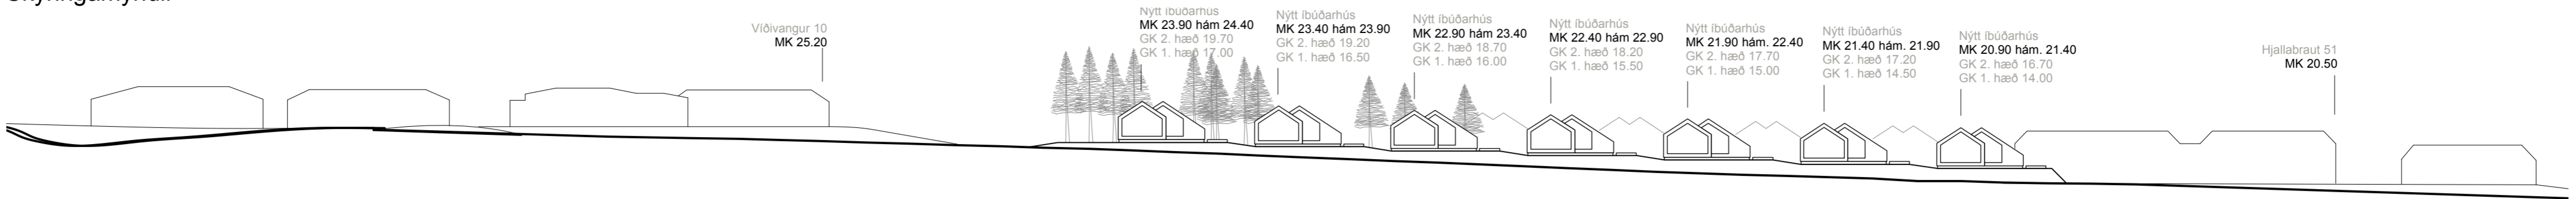 Víðivangur 10
MK 25.20
Nýtt íbúðarhús
MK 23.90 hám 24.40
GK 2. hæð 19.70
GK 1. hæð 17.00
Nýtt íbúðarhús
MK 23.40 hám 23.90
GK 2. hæð 19.20
GK 1. hæð 16.50
Nýtt íbúðarhús
MK 22.90 hám 23.40
GK 2. hæð 18.70
GK 1. hæð 16.00
Nýtt íbúðarhús
MK 22.40 hám 22.90
GK 2. hæð 18.20
GK 1. hæð 15.50
Nýtt íbúðarhús
MK 21.90 hám. 22.40
GK 2. hæð 17.70
GK 1. hæð 15.00
Nýtt íbúðarhús
MK 21.40 hám. 21.90
GK 2. hæð 17.20
GK 1. hæð 14.50
Nýtt íbúðarhús
MK 20.90 hám. 21.40
GK 2. hæð 16.70
GK 1. hæð 14.00
Hjallabraut 51
MK 20.50